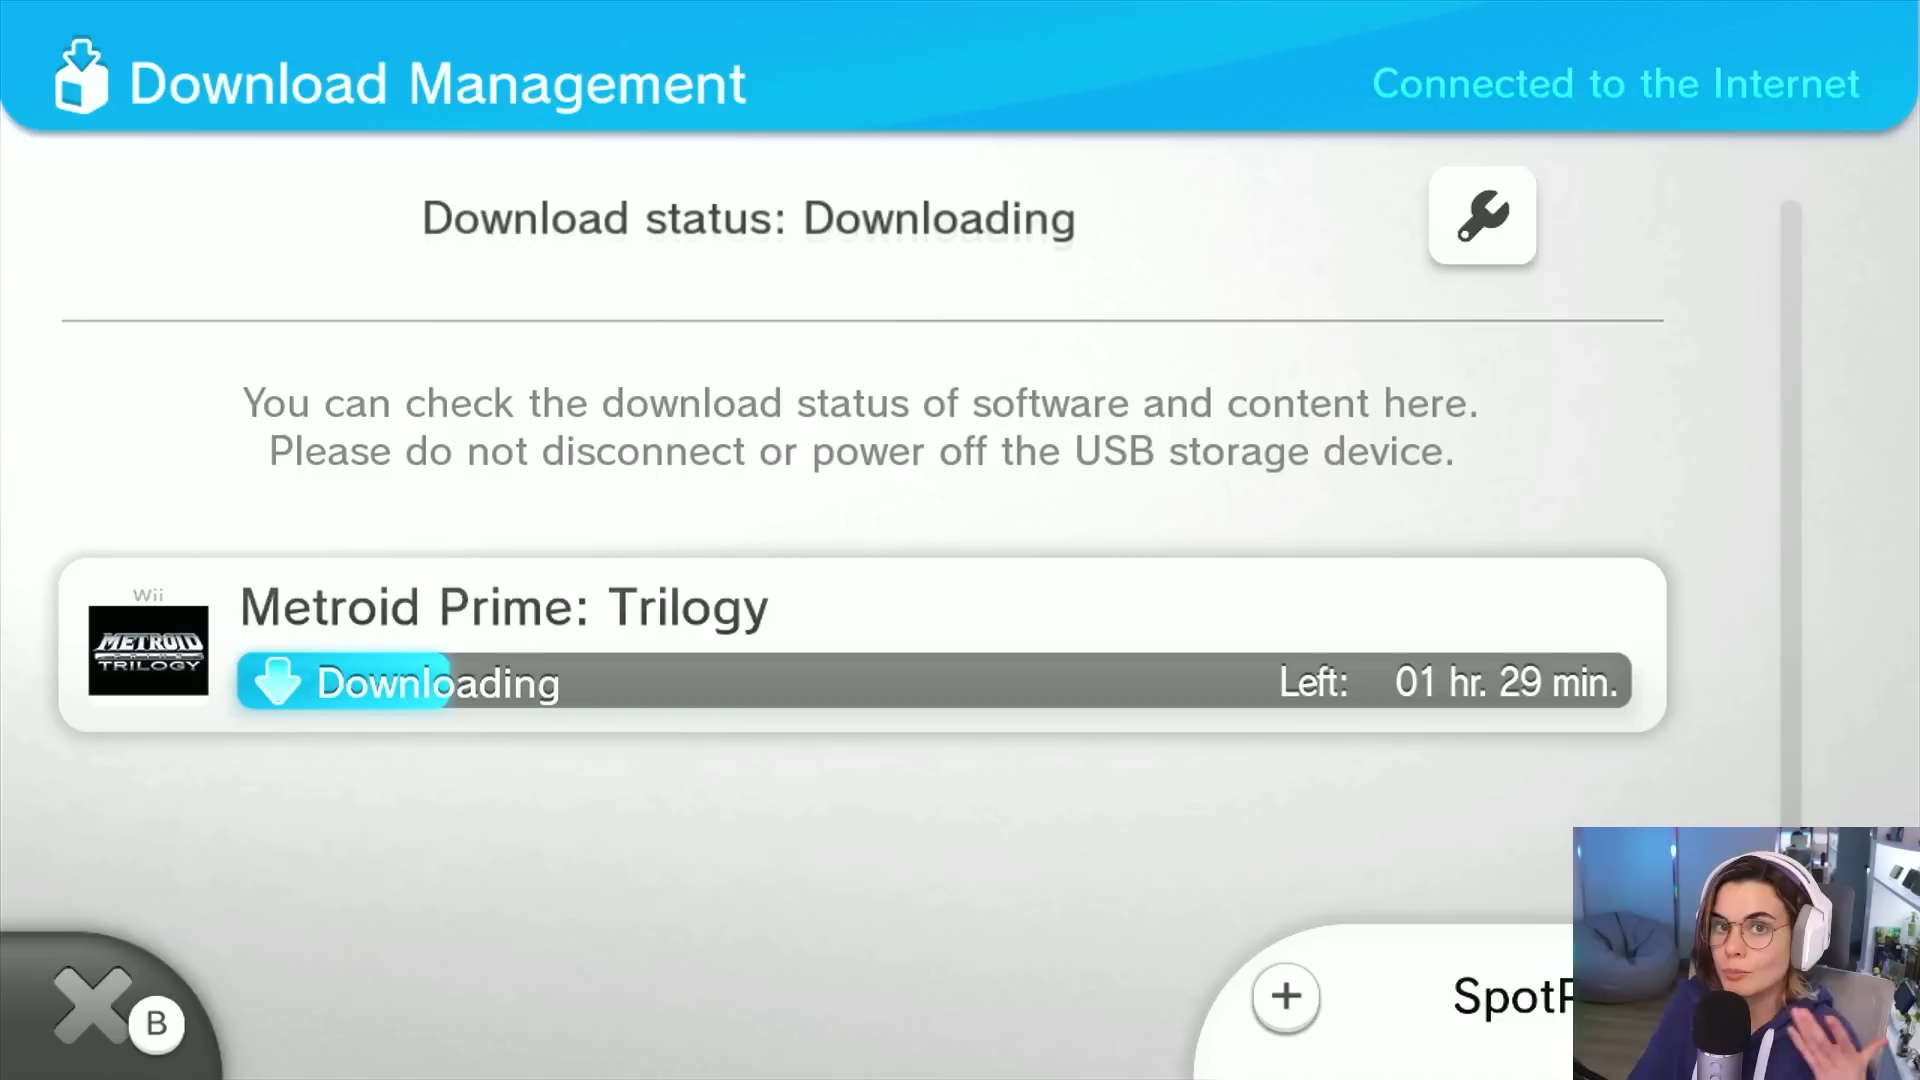 Download Management
Connected to the Internet
Download status: Downloading
You can check the download status of software and content here.
Please do not disconnect or power off the USB storage device.
Wii
METROID
PRIME
TRILOGY
Metroid Prime: Trilogy
Downloading
Left: 01 hr. 29 min.
B
+
SpotP